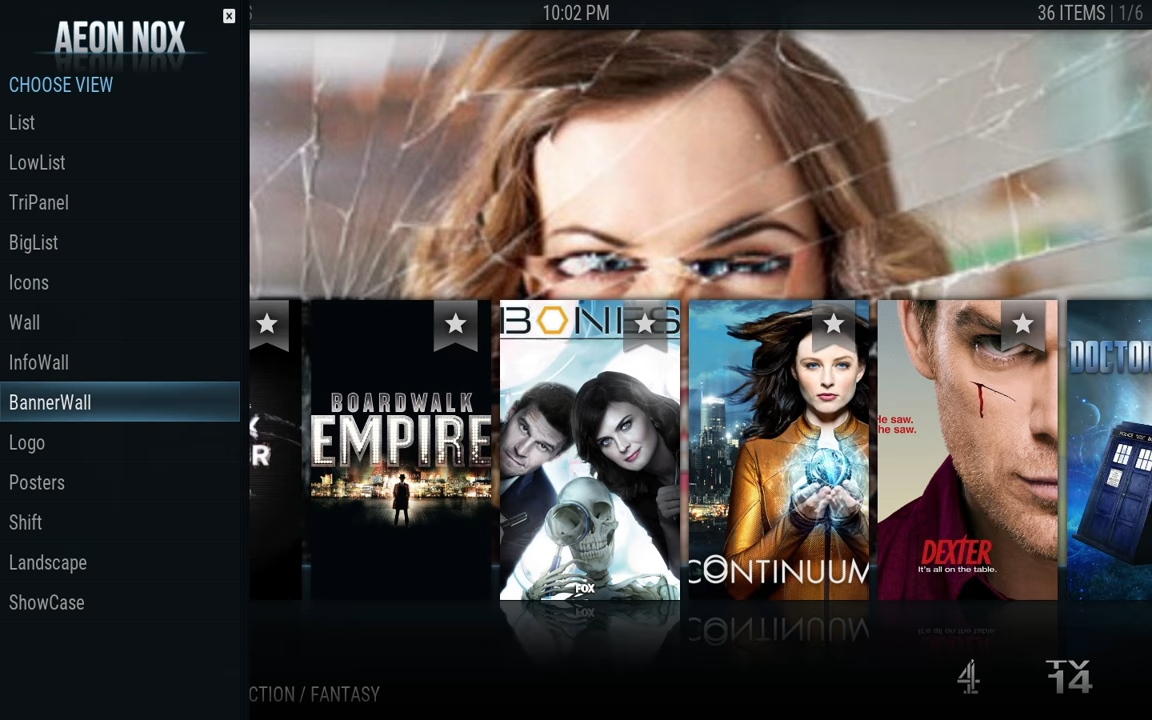 AEON NOX
CHOOSE VIEW
List
LowList
TriPanel
BigList
Icons
Wall
InfoWall
BannerWall
Logo
Posters
Shift
Landscape
ShowCase
10:02 PM
36 ITEMS | 1/6
BOARDWALK
EMPIRE
BONES
FOX
CONTINUUM
he saw.
DEXTER
It's all on the table.
DOCTOR
POLICE BOX
CTION / FANTASY
4
TV
14